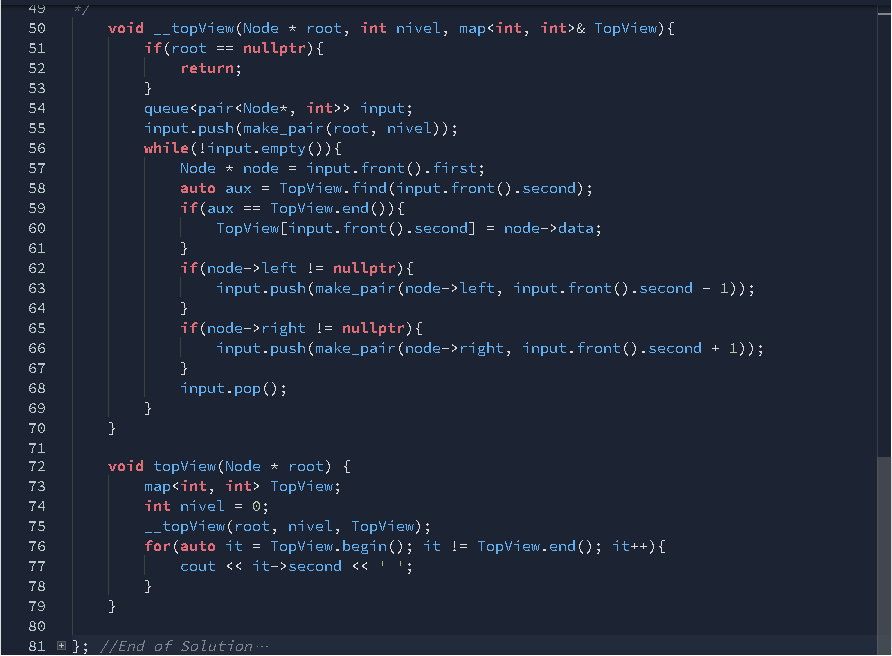 49 */
50 void __topView(Node * root, int nivel, map<int, int>& TopView){
51 if(root == nullptr){
52 return;
53 }
54 queue<pair<Node*, int>> input;
55 input.push(make_pair(root, nivel));
56 while(!input.empty()){
57 Node * node = input.front().first;
58 auto aux = TopView.find(input.front().second);
59 if(aux == TopView.end()){
60 TopView[input.front().second] = node->data;
61 }
62 if(node->left != nullptr){
63 input.push(make_pair(node->left, input.front().second - 1));
64 }
65 if(node->right != nullptr){
66 input.push(make_pair(node->right, input.front().second + 1));
67 }
68 input.pop();
69 }
70 }
71
72 void topView(Node * root) {
73 map<int, int> TopView;
74 int nivel = 0;
75 __topView(root, nivel, TopView);
76 for(auto it = TopView.begin(); it != TopView.end(); it++){
77 cout << it->second << ' ';
78 }
79 }
80
81 }; //End of Solution…